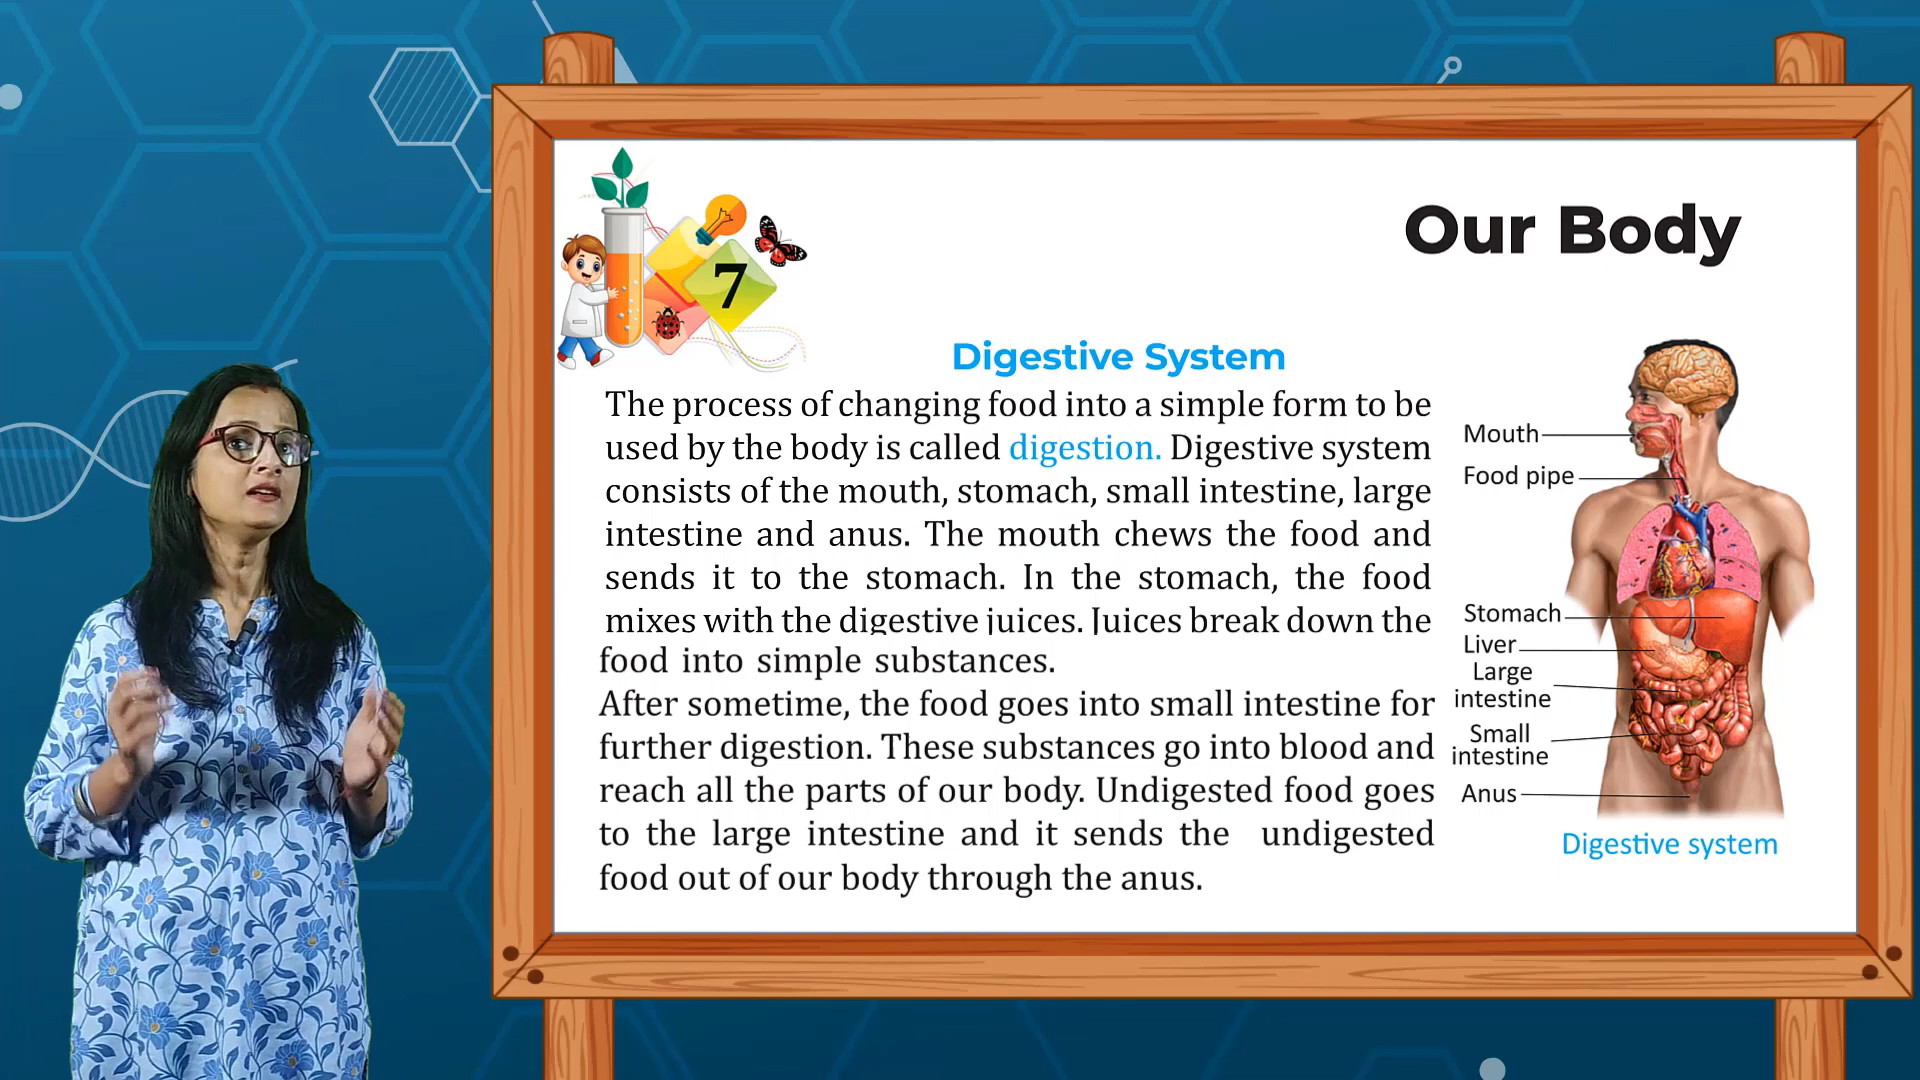 7
Our Body
Digestive System
The process of changing food into a simple form to be
used by the body is called digestion. Digestive system
consists of the mouth, stomach, small intestine, large
intestine and anus. The mouth chews the food and
sends it to the stomach. In the stomach, the food
mixes with the digestive juices. Juices break down the
food into simple substances.
After sometime, the food goes into small intestine for
further digestion. These substances go into blood and
reach all the parts of our body. Undigested food goes
to the large intestine and it sends the undigested
food out of our body through the anus.
Mouth
Food pipe
Stomach
Liver
Large
intestine
Small
intestine
Anus
Digestive system